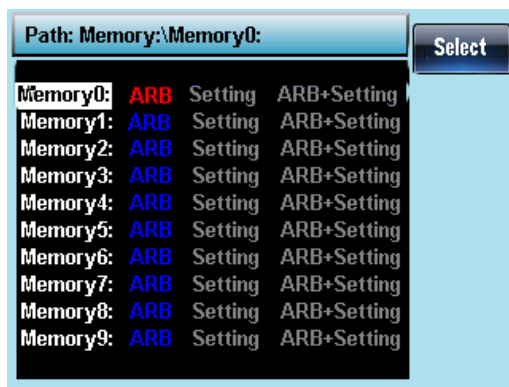 Path: Memory:\Memory0:
Select
Memory0: ARB Setting ARB+Setting
Memory1: ARB Setting ARB+Setting
Memory2: ARB Setting ARB+Setting
Memory3: ARB Setting ARB+Setting
Memory4: ARB Setting ARB+Setting
Memory5: ARB Setting ARB+Setting
Memory6: ARB Setting ARB+Setting
Memory7: ARB Setting ARB+Setting
Memory8: ARB Setting ARB+Setting
Memory9: ARB Setting ARB+Setting